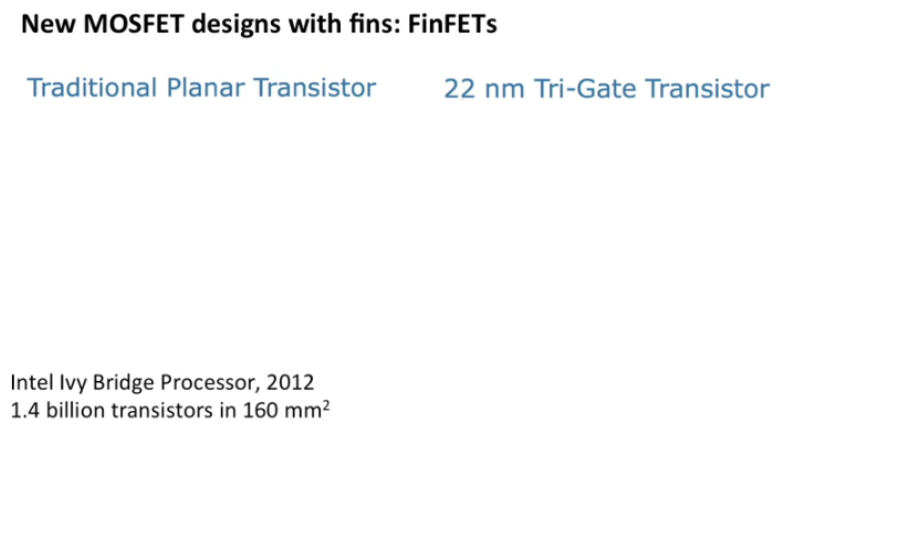 New MOSFET designs with fins: FinFETs
Traditional Planar Transistor
22 nm Tri-Gate Transistor
Intel Ivy Bridge Processor, 2012
1.4 billion transistors in 160 mm²